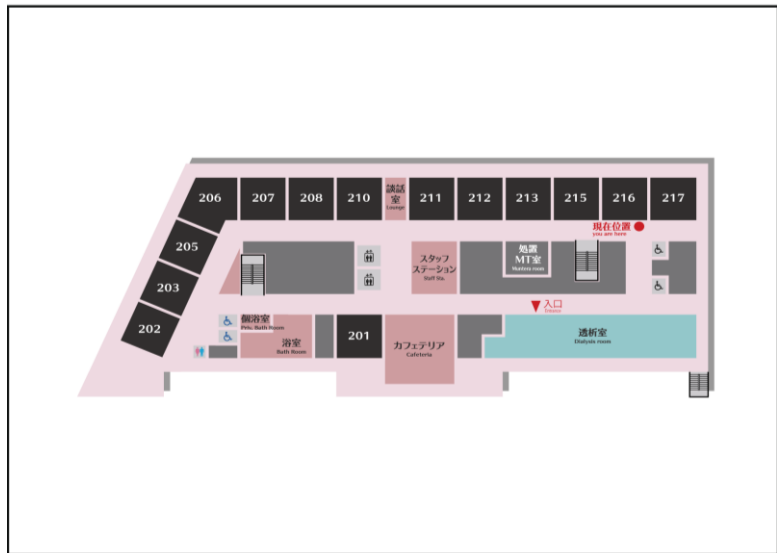 206
207
208
210
談話
室
Lounge
211
212
213
215
216
217
現在位置
you are here
205
203
202
スタッフ
ステーション
Staff Sta.
処置
MT室
入口
Entrance
個浴室
Priv. Bath Room
浴室
Bath Room
201
カフェテリア
Cafeteria
透析室
Dialysis room